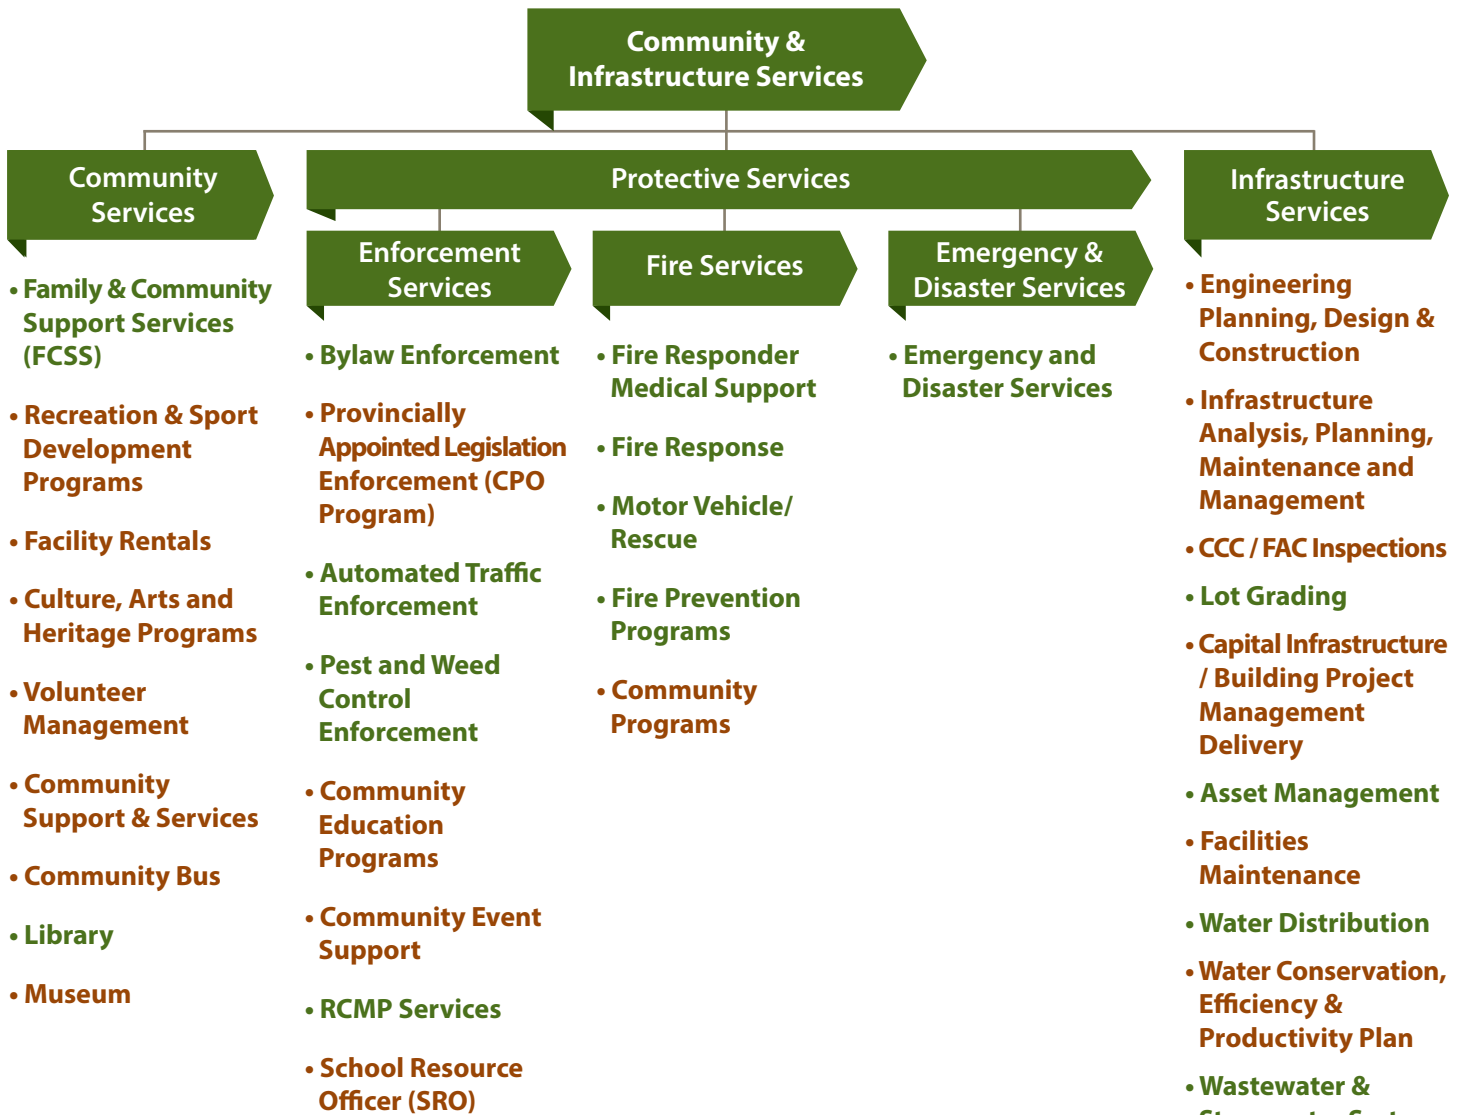 Community &
Infrastructure Services
Community
Services
Protective Services
Infrastructure
Services
Enforcement
Services
Fire Services
Emergency &
Disaster Services
• Family & Community
Support Services
(FCSS)
• Recreation & Sport
Development
Programs
• Facility Rentals
• Culture, Arts and
Heritage Programs
• Volunteer
Management
• Community
Support & Services
• Community Bus
• Library
• Museum
• Bylaw Enforcement
• Provincially
Appointed Legislation
Enforcement (CPO
Program)
• Automated Traffic
Enforcement
• Pest and Weed
Control
Enforcement
• Community
Education
Programs
• Community Event
Support
• RCMP Services
• School Resource
Officer (SRO)
• Fire Responder
Medical Support
• Fire Response
• Motor Vehicle/
Rescue
• Fire Prevention
Programs
• Community
Programs
• Emergency and
Disaster Services
• Engineering
Planning, Design &
Construction
• Infrastructure
Analysis, Planning,
Maintenance and
Management
• CCC / FAC Inspections
• Lot Grading
• Capital Infrastructure
/ Building Project
Management
Delivery
• Asset Management
• Facilities
Maintenance
• Water Distribution
• Water Conservation,
Efficiency &
Productivity Plan
• Wastewater &